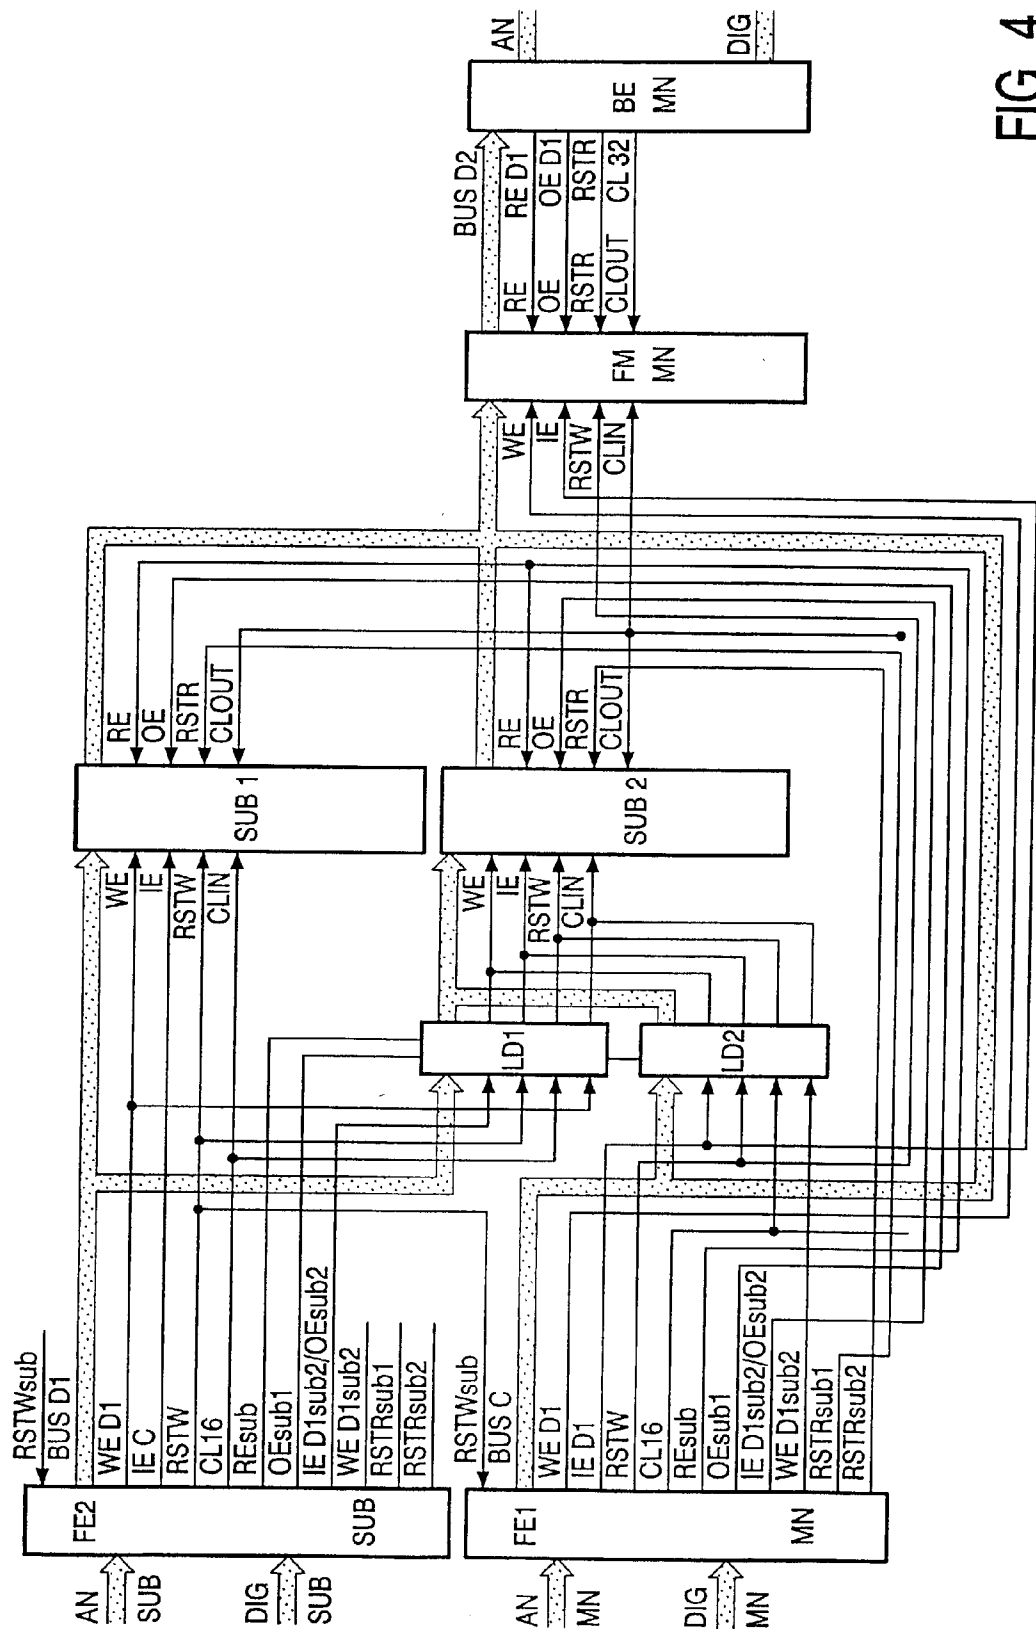 RSTWsub
BUS D1
WE D1
IE C
RSTW
CL16
REsub
OEsub1
IE D1sub2/OEsub2
WE D1sub2
RSTRsub1
RSTRsub2
FE2
SUB
AN
SUB
DIG
SUB
RSTWsub
BUS C
WE D1
IE D1
RSTW
CL16
REsub
OEsub1
IE D1sub2/OEsub2
WE D1sub2
RSTRsub1
RSTRsub2
FE1
MN
AN
MN
DIG
MN
LD1
LD2
WE
IE
RSTW
CLIN
SUB 1
RE
OE
RSTR
CLOUT
WE
IE
RSTW
CLIN
SUB 2
RE
OE
RSTR
CLOUT
WE
IE
RSTW
CLIN
FM
MN
BUS D2
RE
OE
RSTR
CLOUT
RE D1
OE D1
RSTR
CL 32
BE
MN
AN
DIG
FIG 4